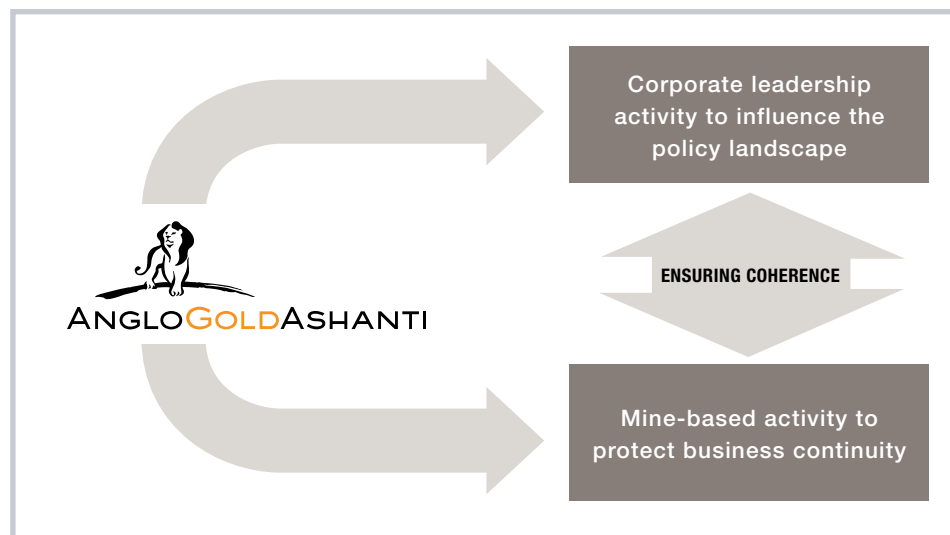 Corporate leadership
activity to influence the
policy landscape
ENSURING COHERENCE
ANGLOGOLDASHANTI
Mine-based activity to
protect business continuity